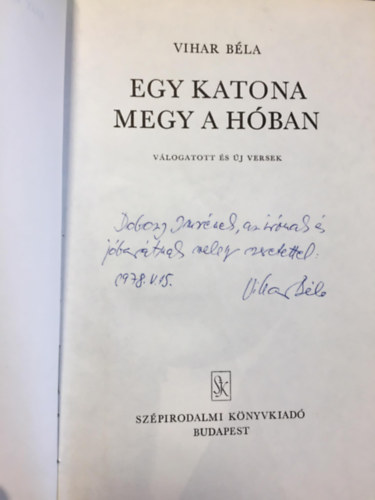 VIHAR BÉLA
EGY KATONA
MEGY A HÓBAN
VÁLOGATOTT ÉS ÚJ VERSEK
Dobozy Imrének, az írónak és
jóbarátnak meleg szeretettel.
1978. V. 15.
Vihar Béla
SZK
SZÉPIRODALMI KÖNYVKIADÓ
BUDAPEST